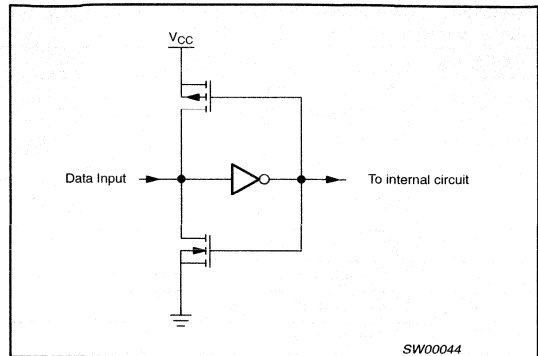 VCC
Data Input
To internal circuit
SW00044